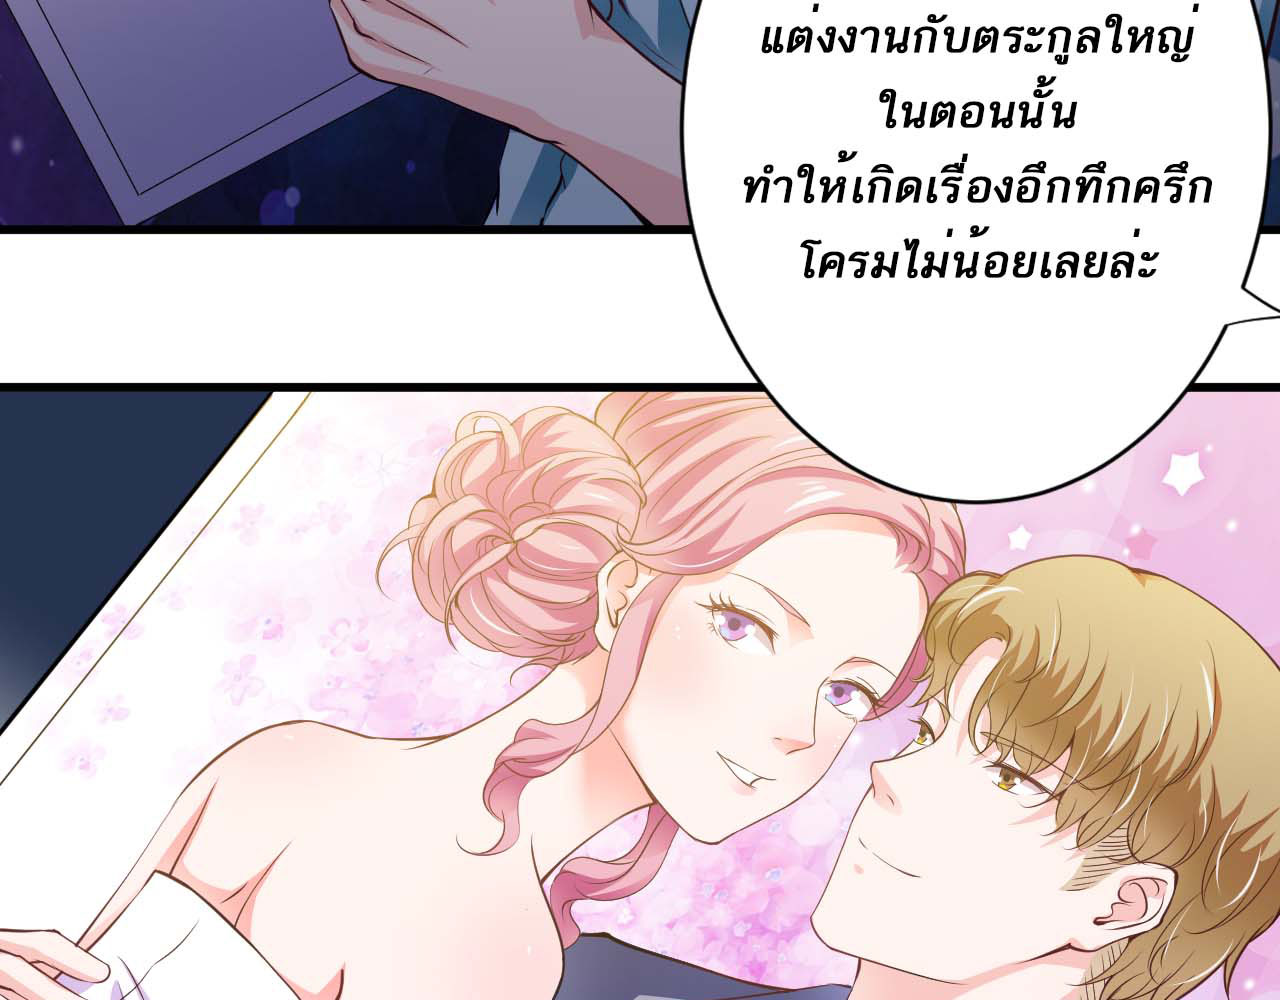 แต่งงานกับตระกูลใหญ่
ในตอนนั้น
ทำให้เกิดเรื่องอึกทึกครึก
โครมไม่น้อยเลยล่ะ